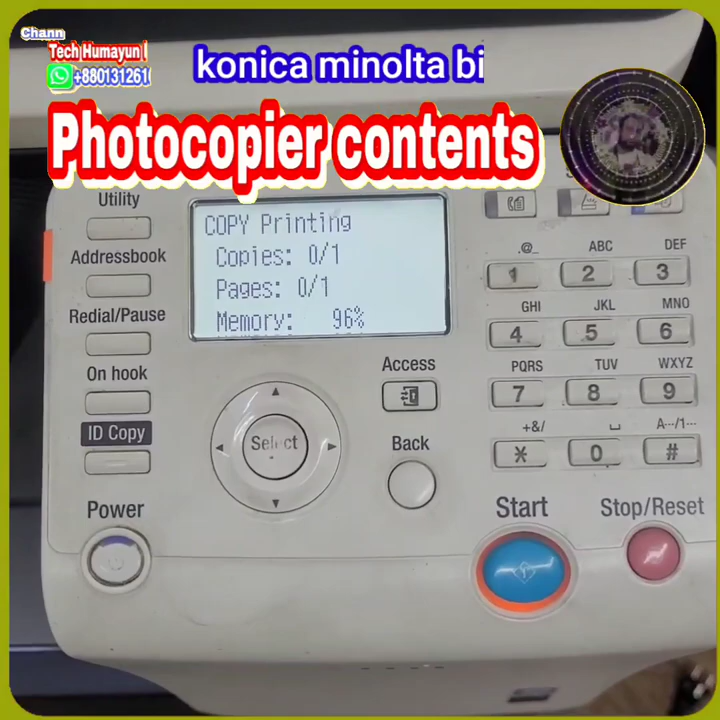 Chann
Tech Humayun
+880131261
konica minolta bi
Photocopier contents
Utility
Addressbook
Redial/Pause
On hook
ID Copy
Power
COPY Printing
Copies: 0/1
Pages: 0/1
Memory: 96%
Select
Access
Back
.@_ ABC DEF
1 2 3
GHI JKL MNO
4 5 6
PQRS TUV WXYZ
7 8 9
+&/ ␣ A···/1···
* 0 #
Start
Stop/Reset